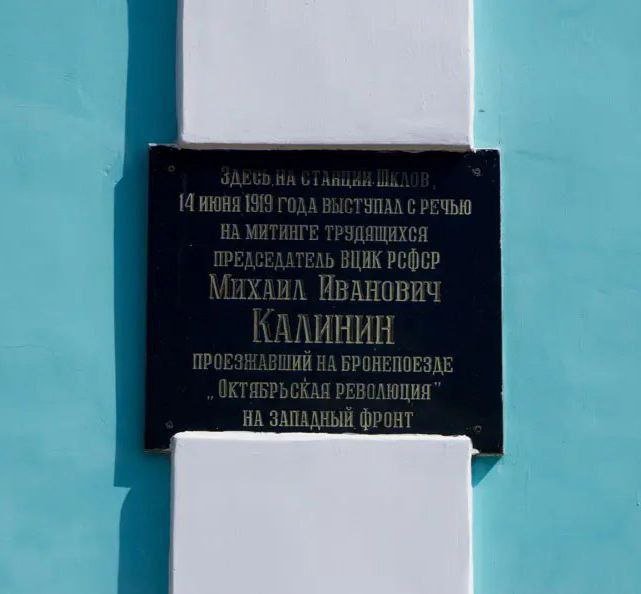 Здесь, на станции Шклов,
14 июня 1919 года выступал с речью
на митинге трудящихся
председатель ВЦИК РСФСР
Михаил Иванович
Калинин
проезжавший на бронепоезде
„Октябрьская революция”
на западный фронт